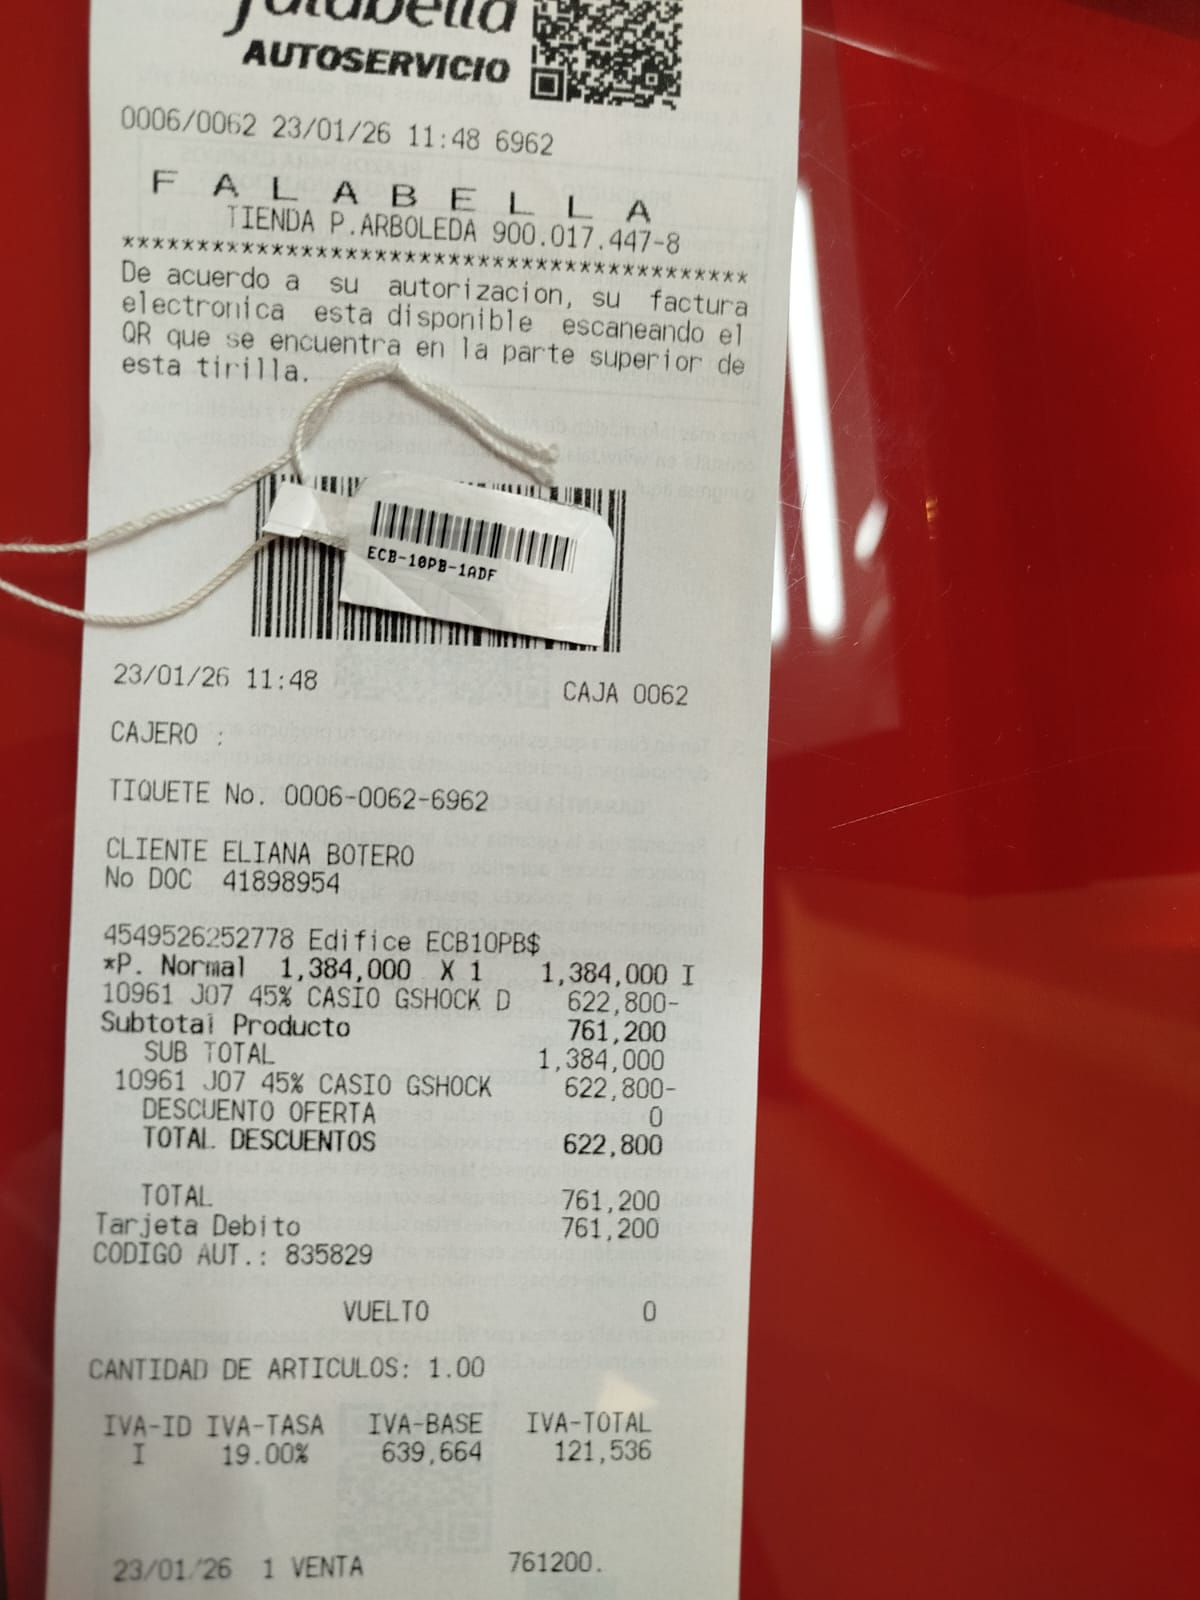 falabella
AUTOSERVICIO
0006/0062 23/01/26 11:48 6962
F A L A B E L L A
TIENDA P.ARBOLEDA 900.017.447-8
******************************************
De acuerdo a su autorizacion, su factura
electronica esta disponible escaneando el
QR que se encuentra en la parte superior de
esta tirilla.
ECB-10PB-1ADF
23/01/26 11:48 CAJA 0062
CAJERO :
TIQUETE No. 0006-0062-6962
CLIENTE ELIANA BOTERO
No DOC 41898954
4549526252778 Edifice ECB10PB$
*P. Normal 1,384,000 X 1 1,384,000 I
10961 J07 45% CASIO GSHOCK D 622,800-
Subtotal Producto 761,200
SUB TOTAL 1,384,000
10961 J07 45% CASIO GSHOCK 622,800-
DESCUENTO OFERTA 0
TOTAL DESCUENTOS 622,800
TOTAL 761,200
Tarjeta Debito 761,200
CODIGO AUT.: 835829
VUELTO 0
CANTIDAD DE ARTICULOS: 1.00
IVA-ID IVA-TASA IVA-BASE IVA-TOTAL
I 19.00% 639,664 121,536
23/01/26 1 VENTA 761200.